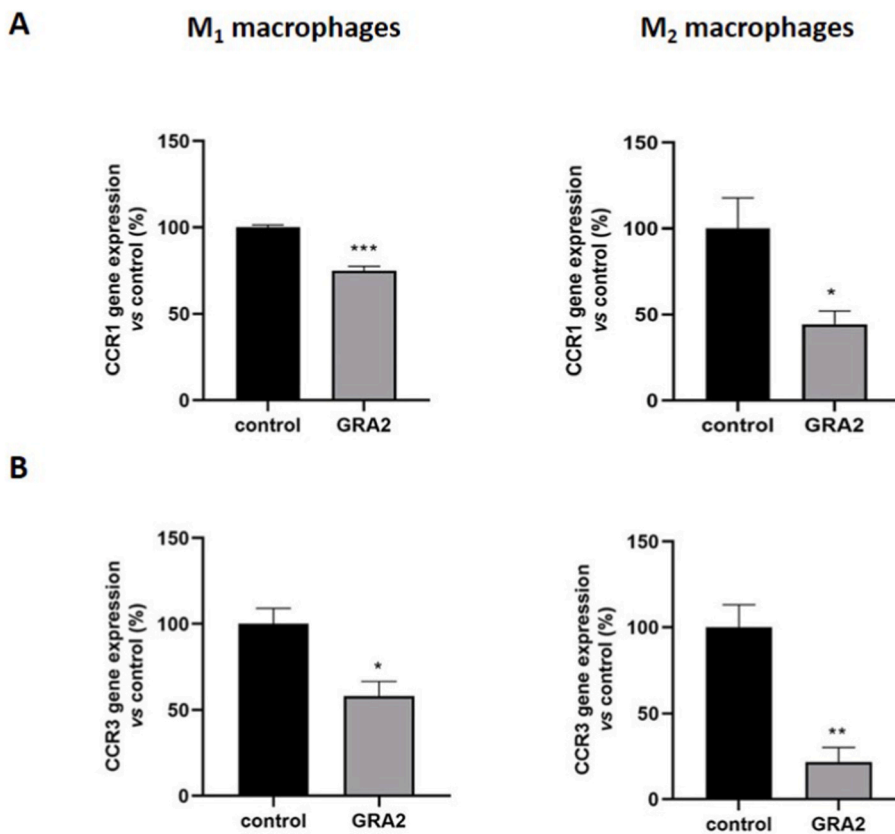 A
M₁ macrophages
M₂ macrophages
CCR1 gene expression
vs control (%)
150
100
50
0
***
control
GRA2
CCR1 gene expression
vs control (%)
150
100
50
0
*
control
GRA2
B
CCR3 gene expression
vs control (%)
150
100
50
0
*
control
GRA2
CCR3 gene expression
vs control (%)
150
100
50
0
**
control
GRA2